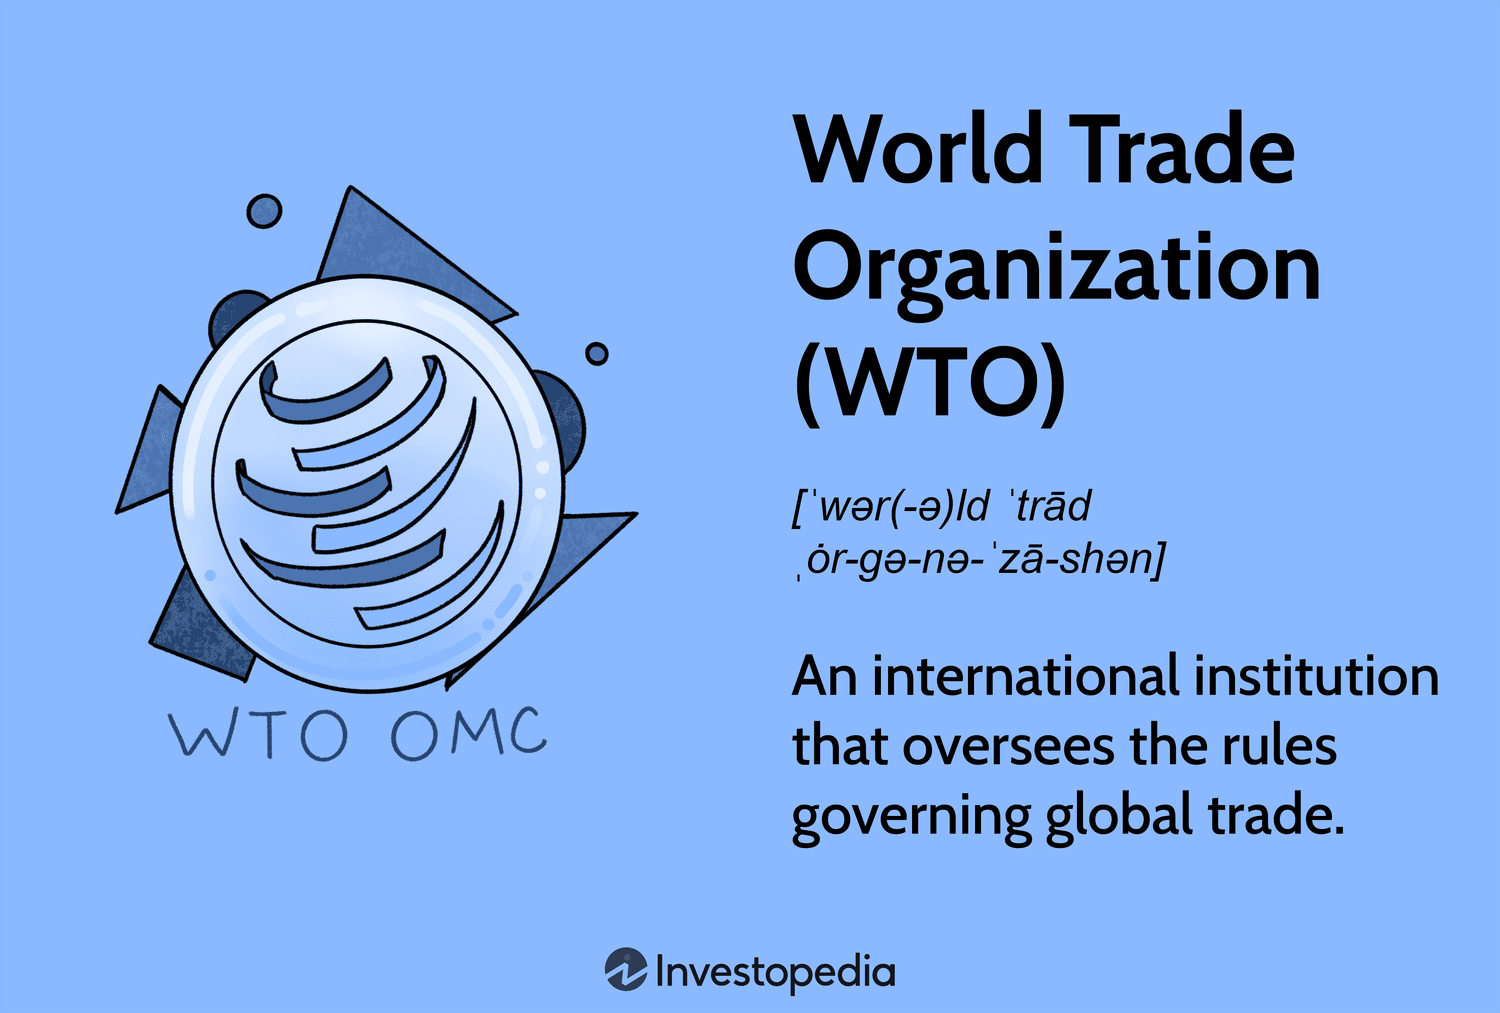 World Trade
Organization
(WTO)
[ˈwər(-ə)ld ˈtrād
ˌȯr-gə-nə-ˈzā-shən]
An international institution
that oversees the rules
governing global trade.
WTO OMC
Investopedia